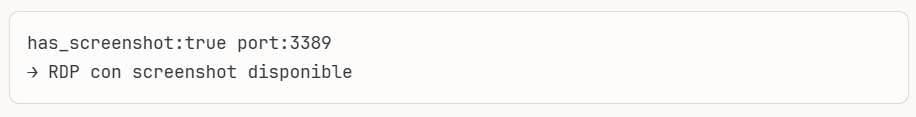 has_screenshot:true port:3389
→ RDP con screenshot disponible